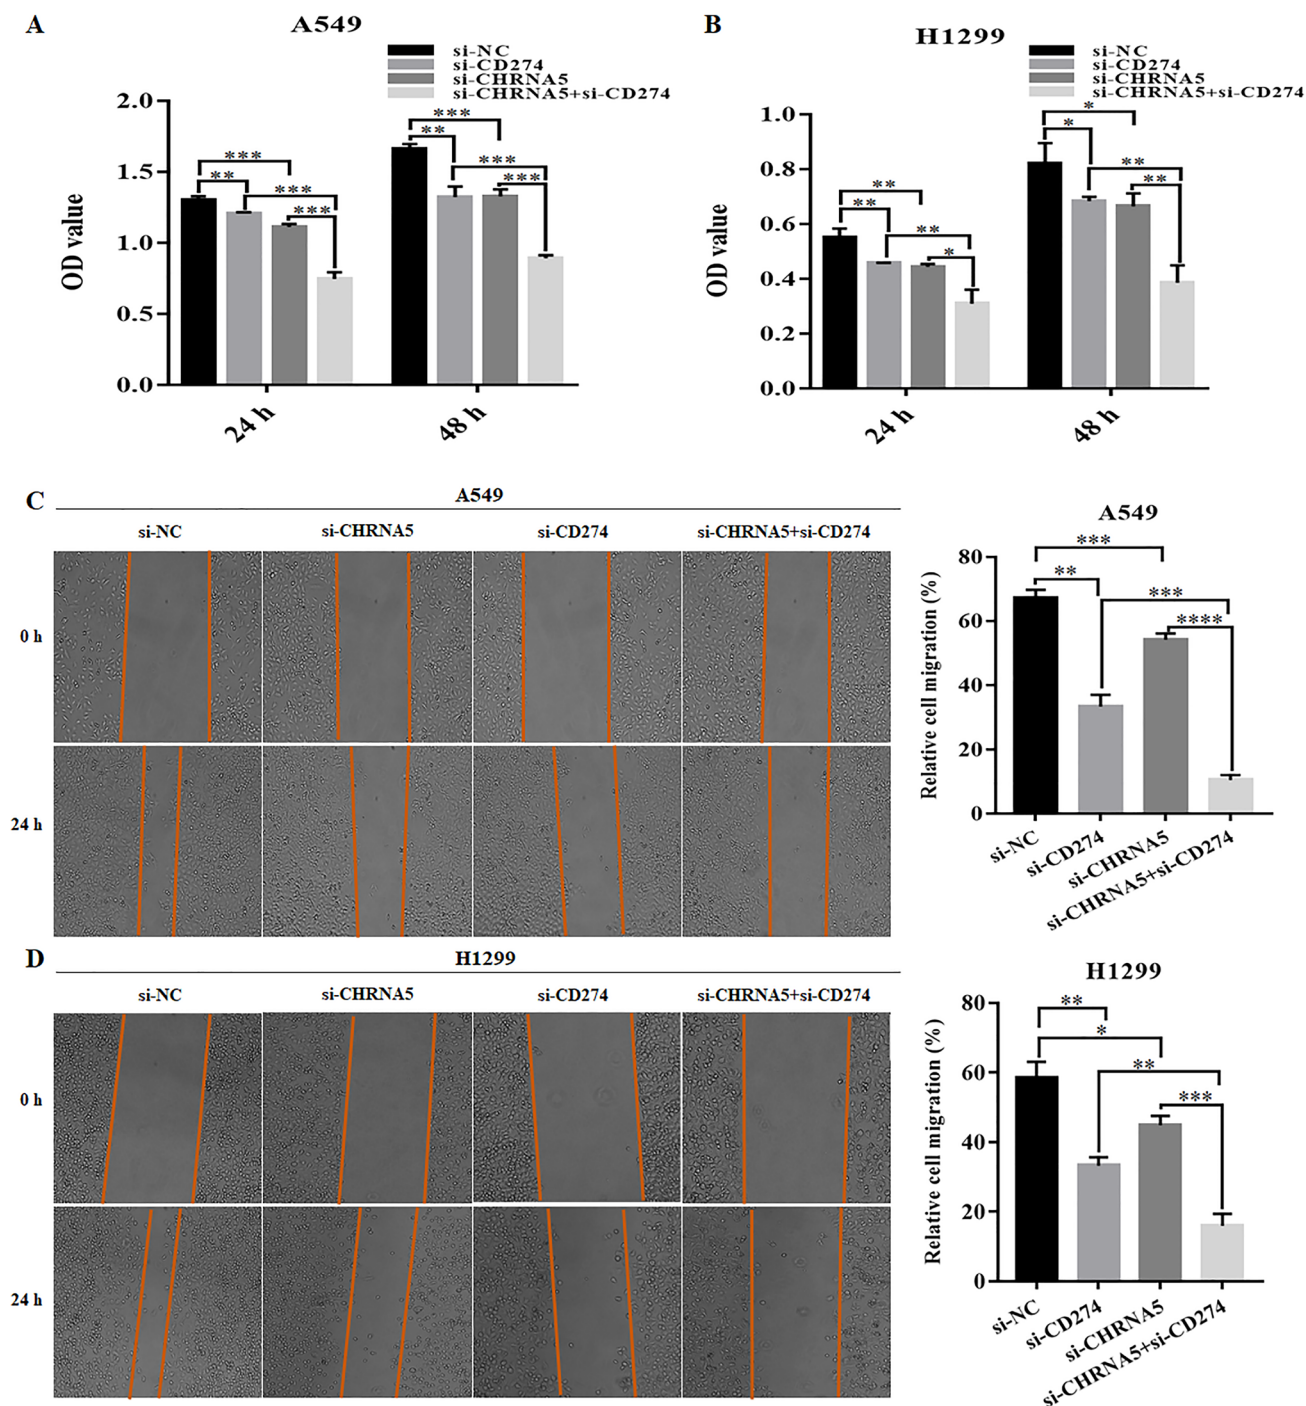 A
A549
si-NC
si-CD274
si-CHRNA5
si-CHRNA5+si-CD274
OD value
2.0
1.5
1.0
0.5
0.0
***
**
***
***
***
**
***
***
24 h
48 h
B
H1299
si-NC
si-CD274
si-CHRNA5
si-CHRNA5+si-CD274
OD value
1.0
0.8
0.6
0.4
0.2
0.0
**
**
**
*
*
*
**
**
24 h
48 h
C
A549
si-NC
si-CHRNA5
si-CD274
si-CHRNA5+si-CD274
0 h
24 h
A549
Relative cell migration (%)
80
60
40
20
0
***
**
***
****
si-NC
si-CD274
si-CHRNA5
si-CHRNA5+si-CD274
D
H1299
si-NC
si-CHRNA5
si-CD274
si-CHRNA5+si-CD274
0 h
24 h
H1299
Relative cell migration (%)
80
60
40
20
0
**
*
**
***
si-NC
si-CD274
si-CHRNA5
si-CHRNA5+si-CD274